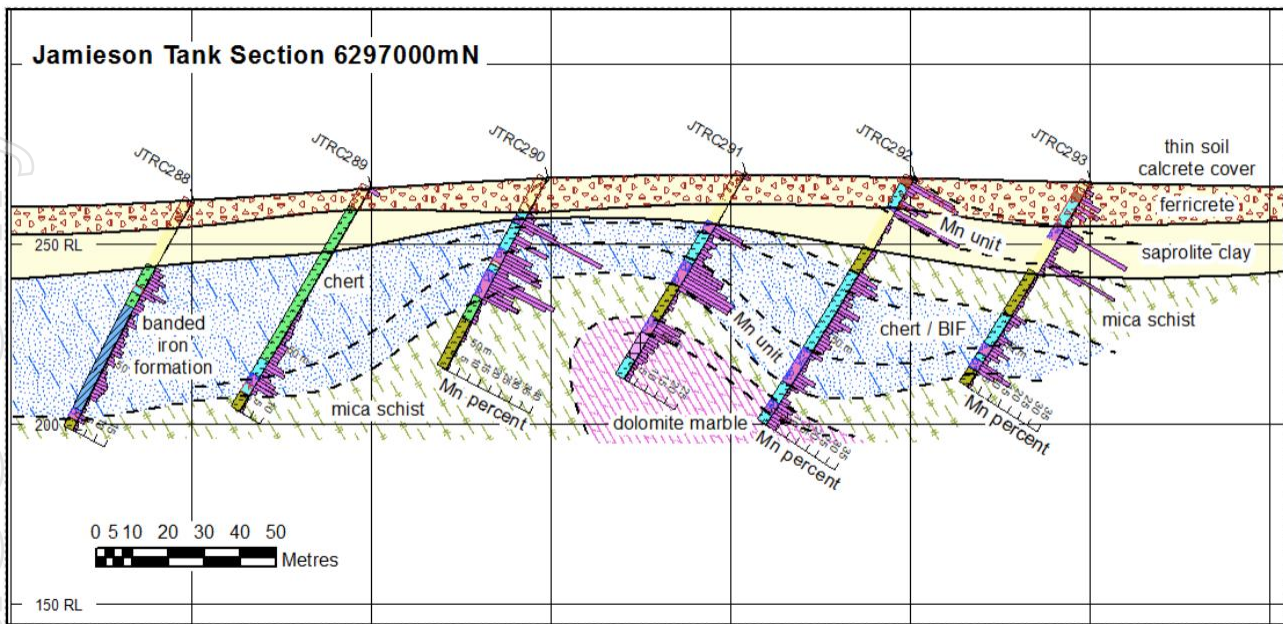 Jamieson Tank Section 6297000mN
JTRC288
JTRC289
JTRC290
JTRC291
JTRC292
JTRC293
thin soil
calcrete cover
ferricrete
250 RL
Mn unit
saprolite clay
chert
banded
iron
formation
Mn unit
chert / BIF
mica schist
50 m
50 m
mica schist
Mn percent
dolomite marble
Mn percent
Mn percent
200
0 5 10 20 30 40 50
Metres
150 RL